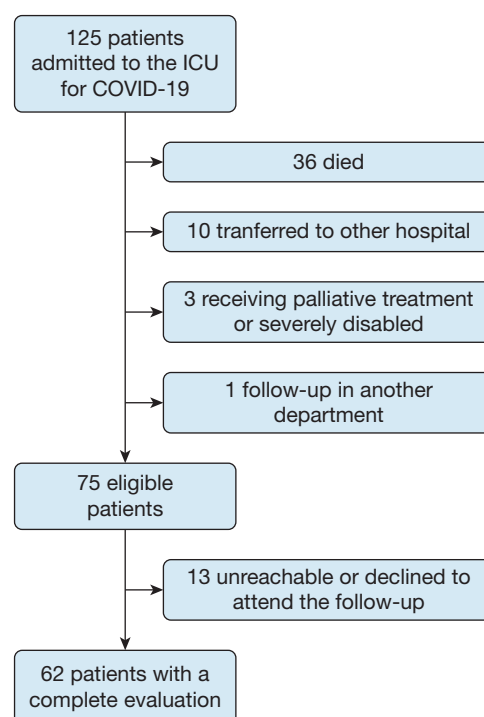 125 patients
admitted to the ICU
for COVID-19
36 died
10 tranferred to other hospital
3 receiving palliative treatment
or severely disabled
1 follow-up in another
department
75 eligible
patients
13 unreachable or declined to
attend the follow-up
62 patients with a
complete evaluation